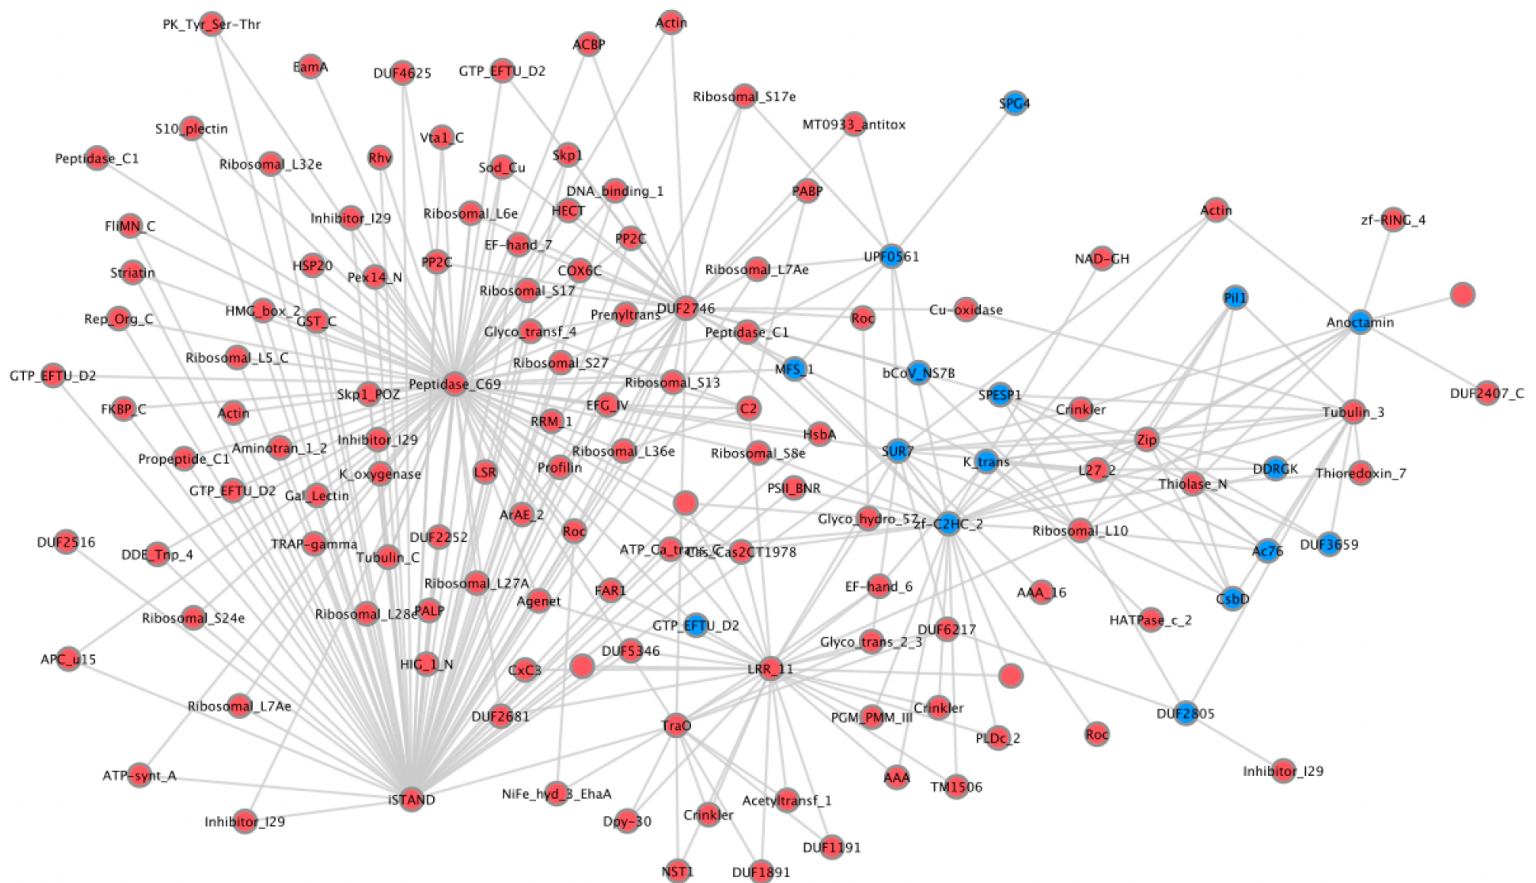 PK_Tyr_Ser-Thr
Actin
ACBP
EamA
DUF4625
GTP_EFTU_D2
Ribosomal_S17e
SPG4
MT0933_antitox
S10_plectin
Vta1_C
Peptidase_C1
Ribosomal_L32e
Rhv
Sod_Cu
Skp1
DNA_binding_1
PABP
FliMN_C
Inhibitor_I29
Ribosomal_L6e
HECT
Actin
zf-RING_4
EF-hand_7
PP2C
UPF0561
NAD-GH
Striatin
HSP20
Pex14_N
PP2C
COX6C
Ribosomal_L7Ae
Ribosomal_S17
Pil1
Rep_Org_C
HMG_box_2
GST_C
Prenyltrans
DUF2746
Roc
Cu-oxidase
Anoctamin
Glyco_transf_4
Peptidase_C1
Ribosomal_L5_C
Ribosomal_S27
GTP_EFTU_D2
Peptidase_C69
Ribosomal_S13
MFS_1
bCoV_NS7B
Skp1_POZ
SPESP1
DUF2407_C
FKBP_C
Actin
EFG_IV
C2
Crinkler
Tubulin_3
RRM_1
HsbA
Aminotran_1_2
Inhibitor_I29
Zip
Propeptide_C1
Ribosomal_L36e
Ribosomal_S8e
SUR7
K_trans
K_oxygenase
LSR
Profilin
L27_2
DDRGK
Thioredoxin_7
GTP_EFTU_D2
Gal_Lectin
PSII_BNR
Thiolase_N
ArAE_2
Glyco_hydro_57
zf-C2HC_2
Roc
Ribosomal_L10
DUF2516
DDE_Tnp_4
TRAP-gamma
DUF2252
Tubulin_C
ATP_Ca_trans_C
Cas_Cas2CT1978
Ac76
DUF3659
Ribosomal_L27A
FAR1
EF-hand_6
AAA_16
CsbD
Ribosomal_S24e
Ribosomal_L28e
PALP
Agenet
GTP_EFTU_D2
DUF6217
HATPase_c_2
Glyco_trans_2_3
APC_u15
HIG_1_N
CxC3
DUF5346
LRR_11
Ribosomal_L7Ae
DUF2681
TraO
PGM_PMM_III
Crinkler
DUF2805
PLDc_2
Roc
ATP-synt_A
iSTAND
NiFe_hyd_3_EhaA
AAA
TM1506
Inhibitor_I29
Inhibitor_I29
Dpy-30
Crinkler
Acetyltransf_1
DUF1191
NST1
DUF1891